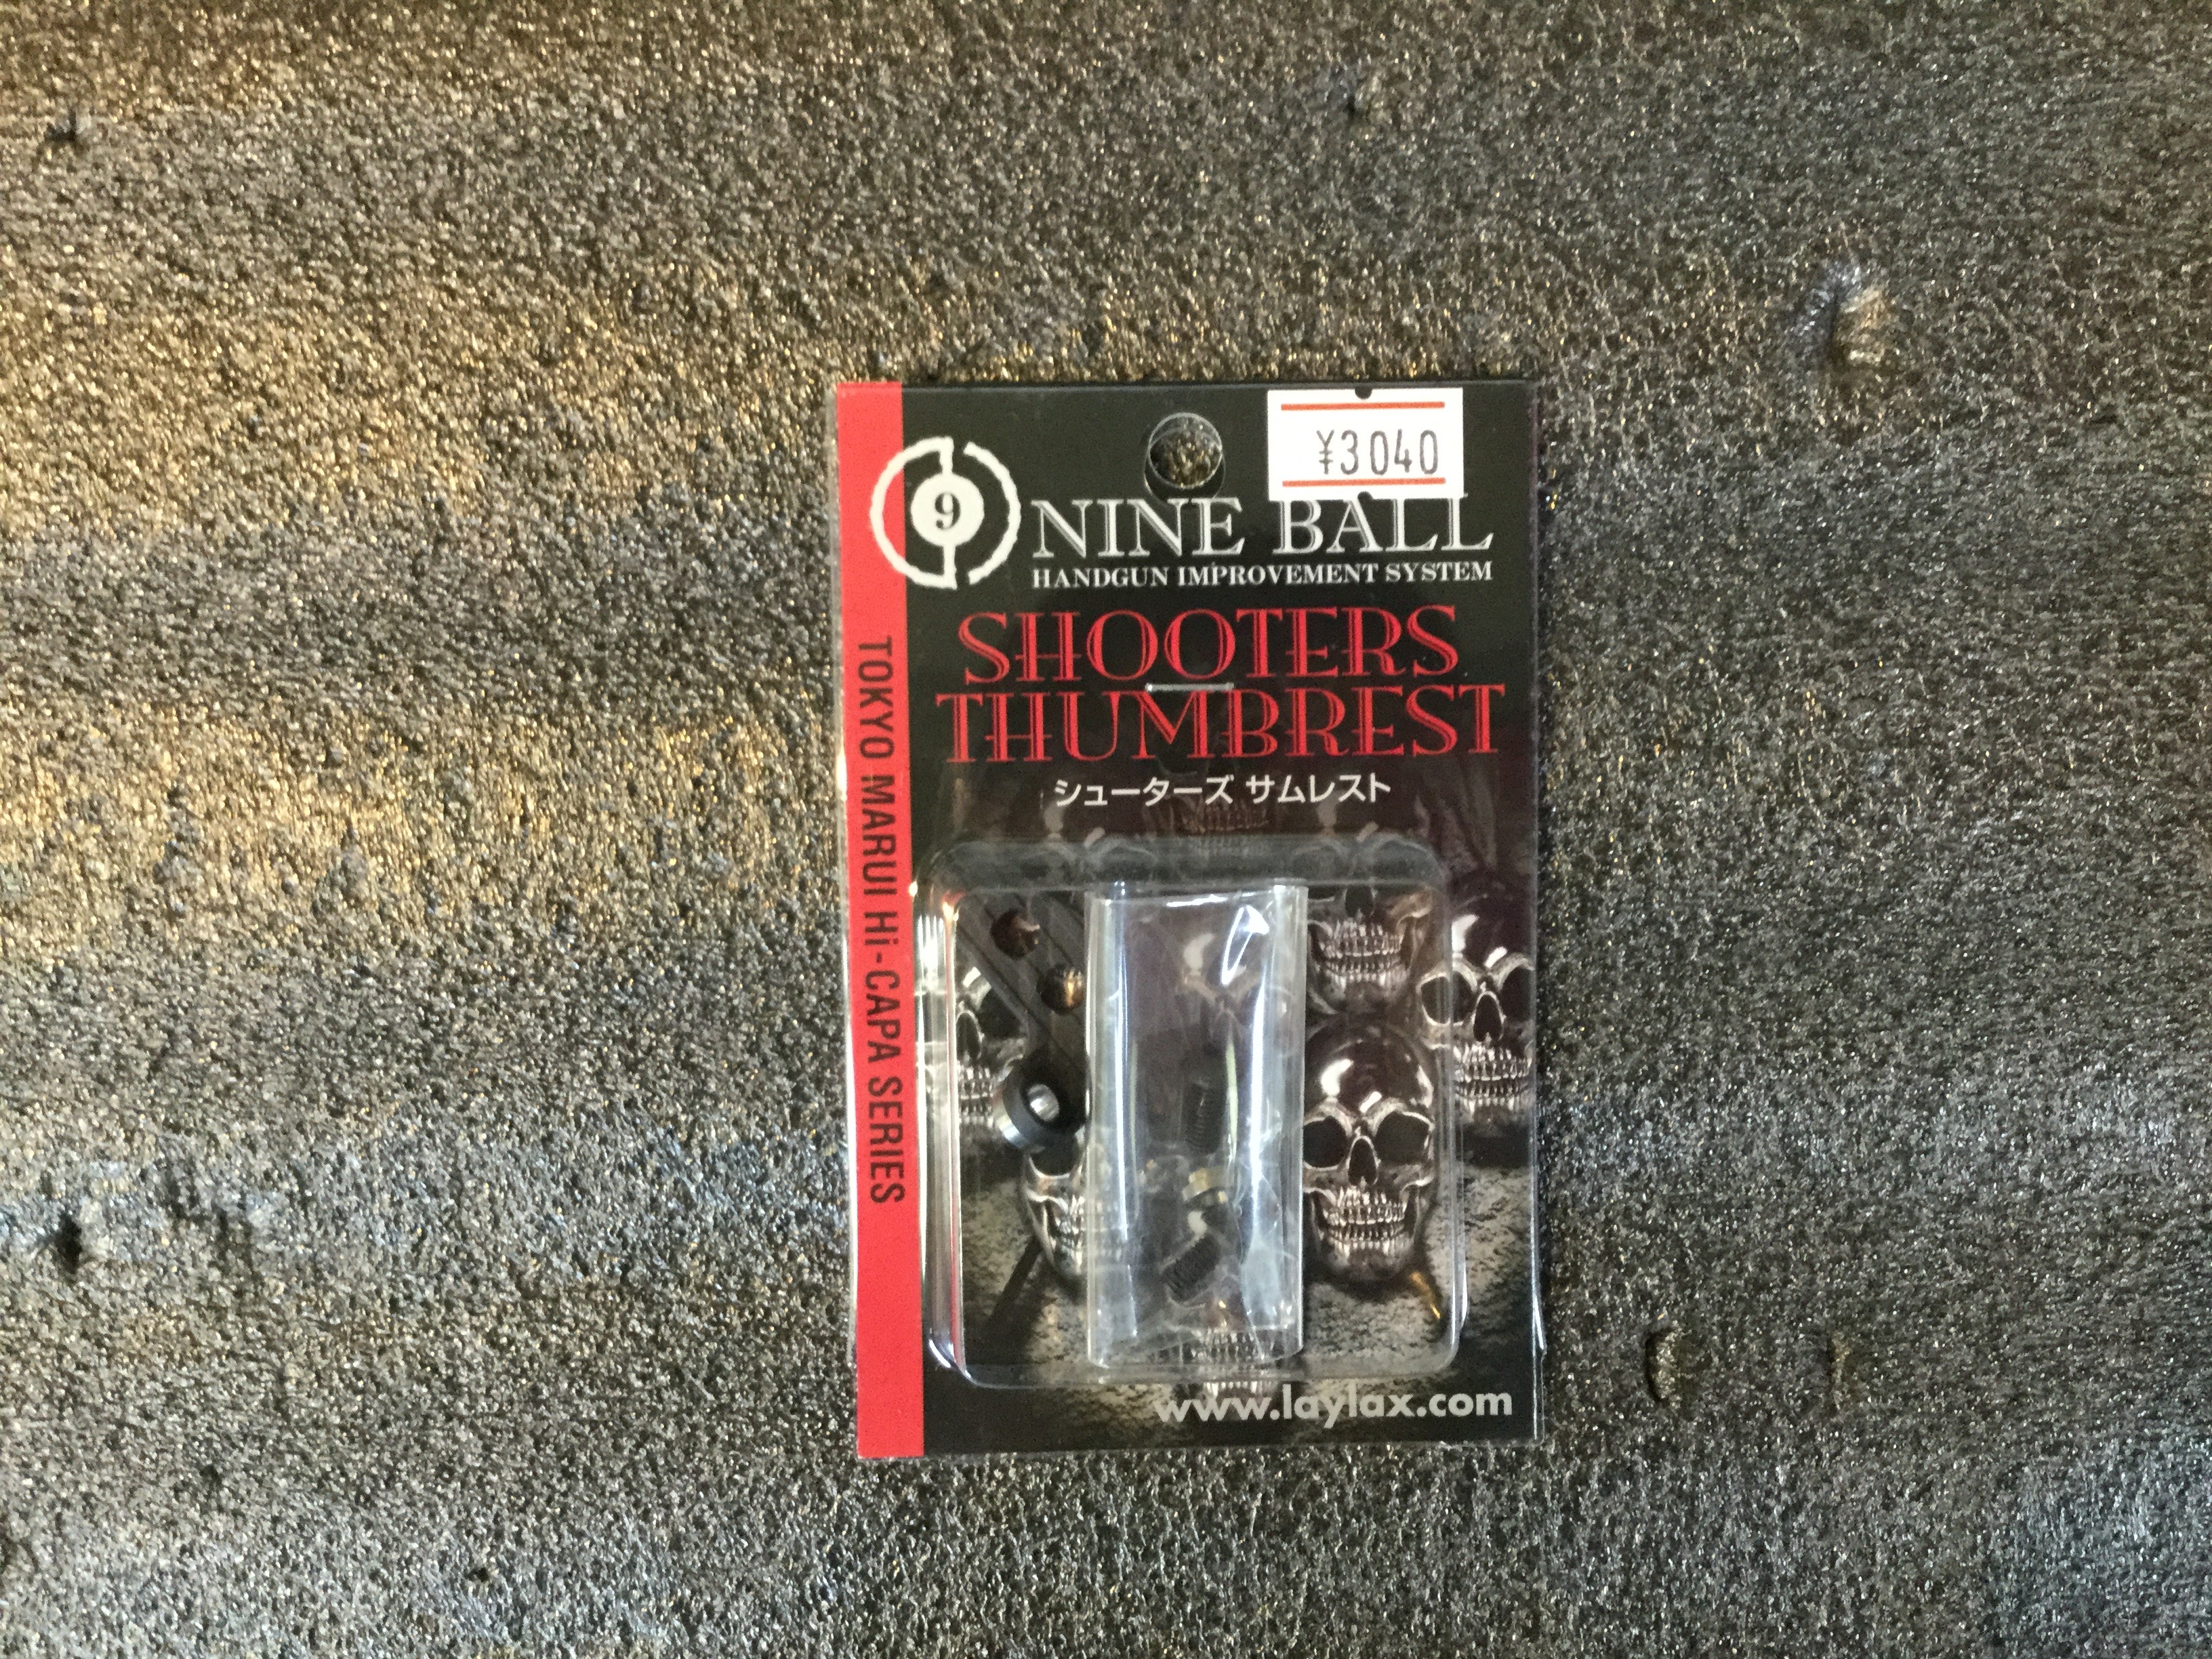 ¥3040
9
NINE BALL
HANDGUN IMPROVEMENT SYSTEM
SHOOTERS
THUMBREST
シューターズ サムレスト
TOKYO MARUI Hi-CAPA SERIES
www.laylax.com